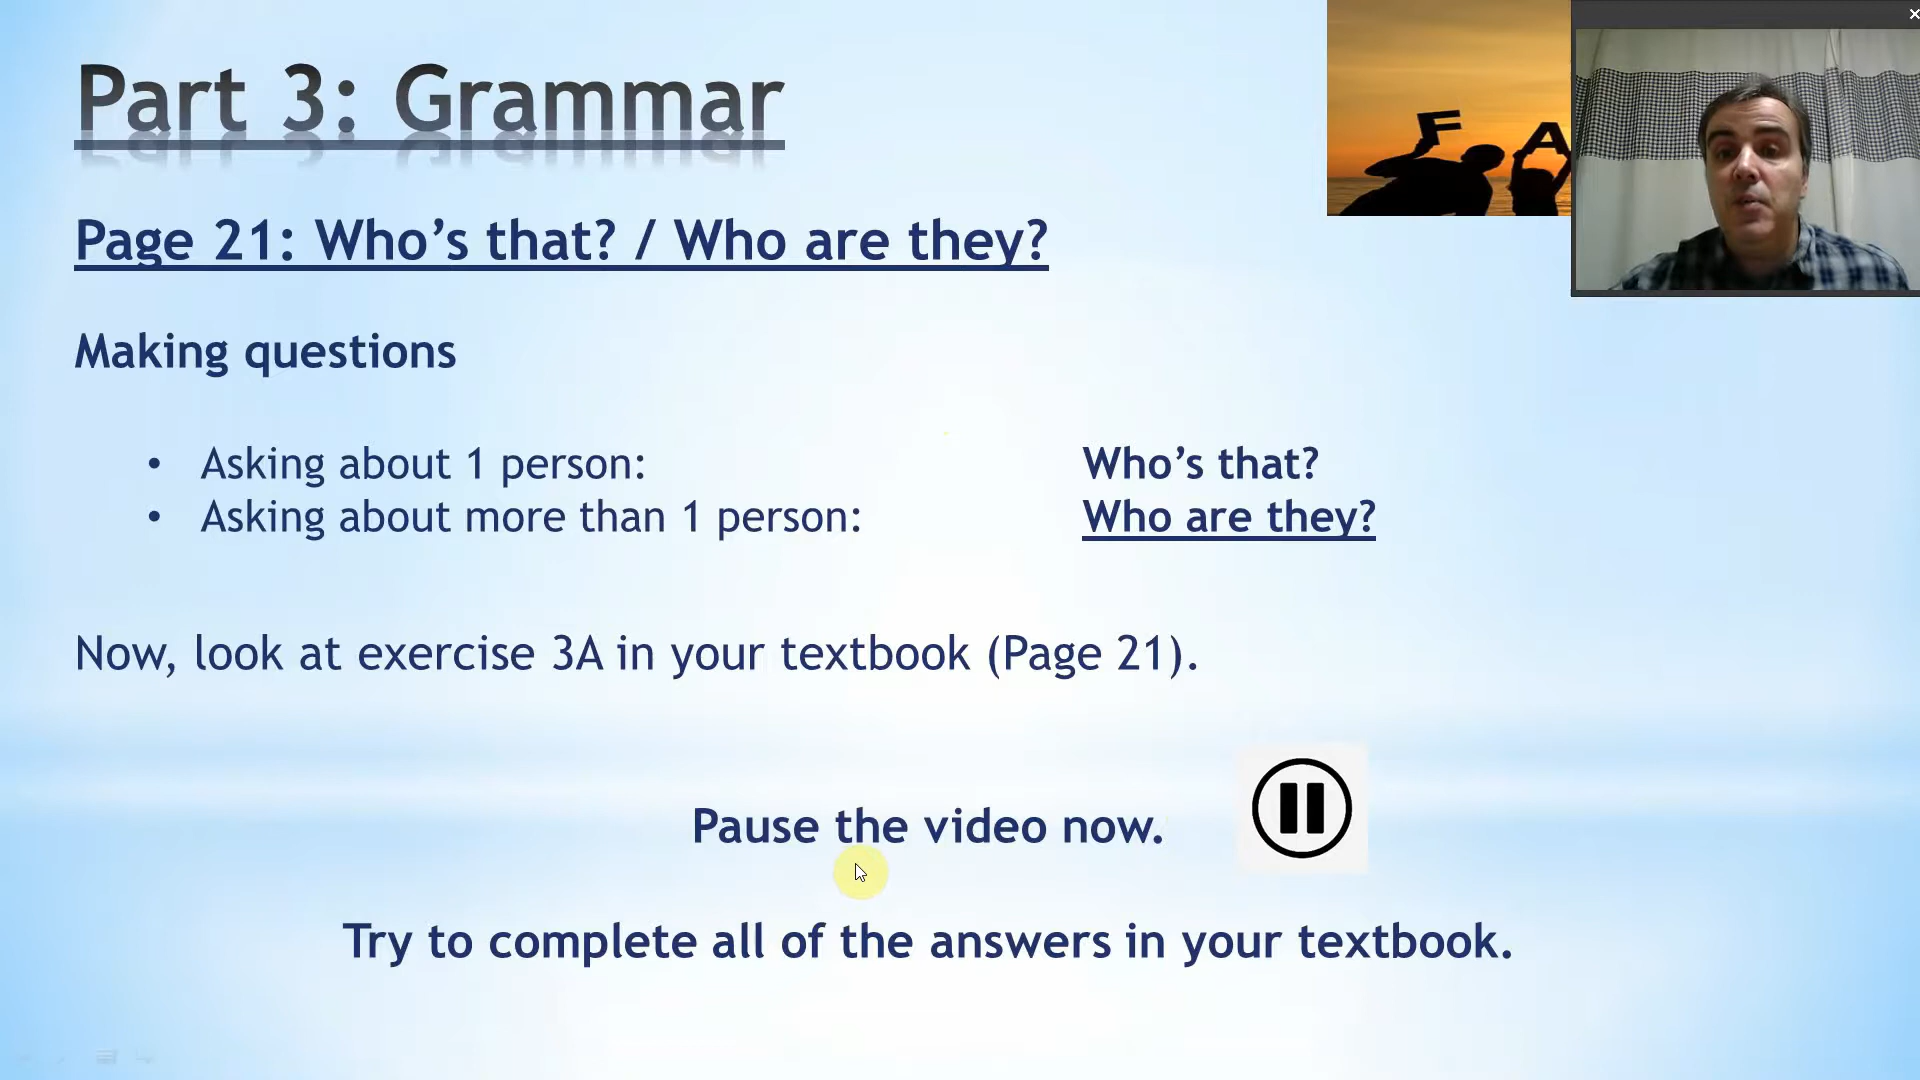 Part 3: Grammar
F A
Page 21: Who’s that? / Who are they?
Making questions
• Asking about 1 person: Who’s that?
• Asking about more than 1 person: Who are they?
Now, look at exercise 3A in your textbook (Page 21).
Pause the video now.
Try to complete all of the answers in your textbook.